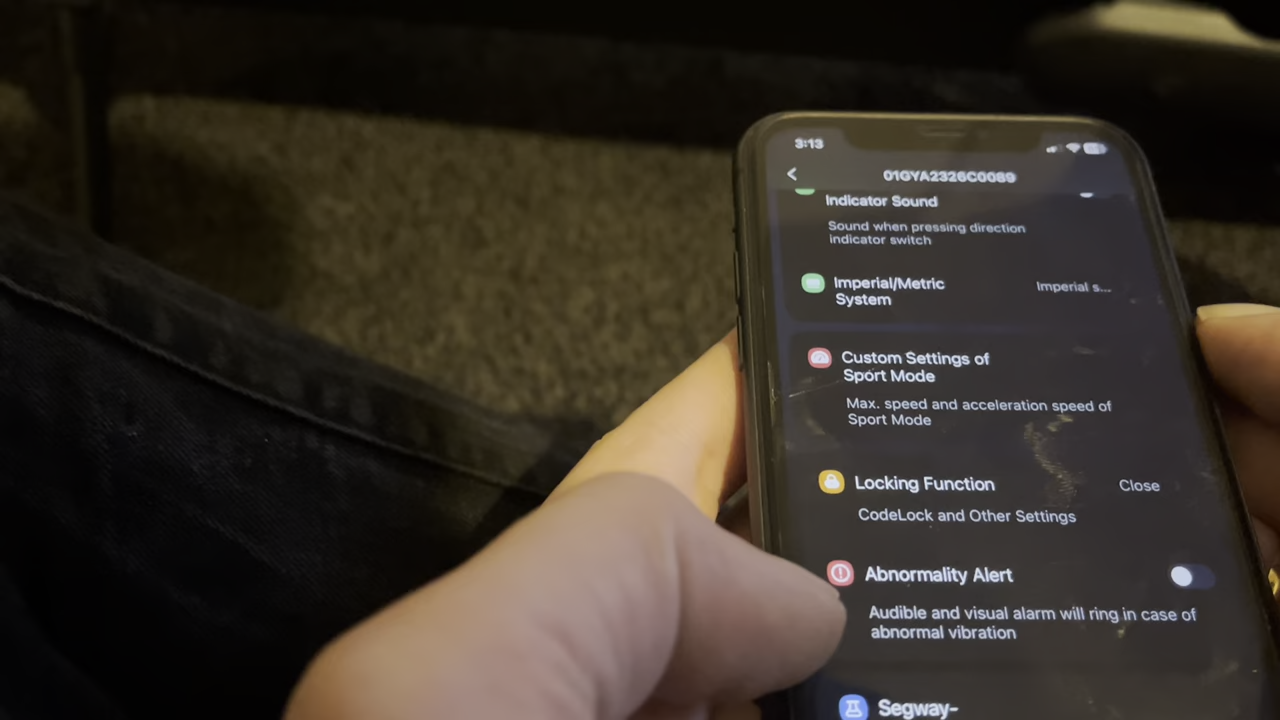 3:13
01GYA2326C0089
Indicator Sound
Sound when pressing direction
indicator switch
Imperial/Metric
System
Imperial s...
Custom Settings of
Sport Mode
Max. speed and acceleration speed of
Sport Mode
Locking Function
Close
CodeLock and Other Settings
Abnormality Alert
Audible and visual alarm will ring in case of
abnormal vibration
Segway-